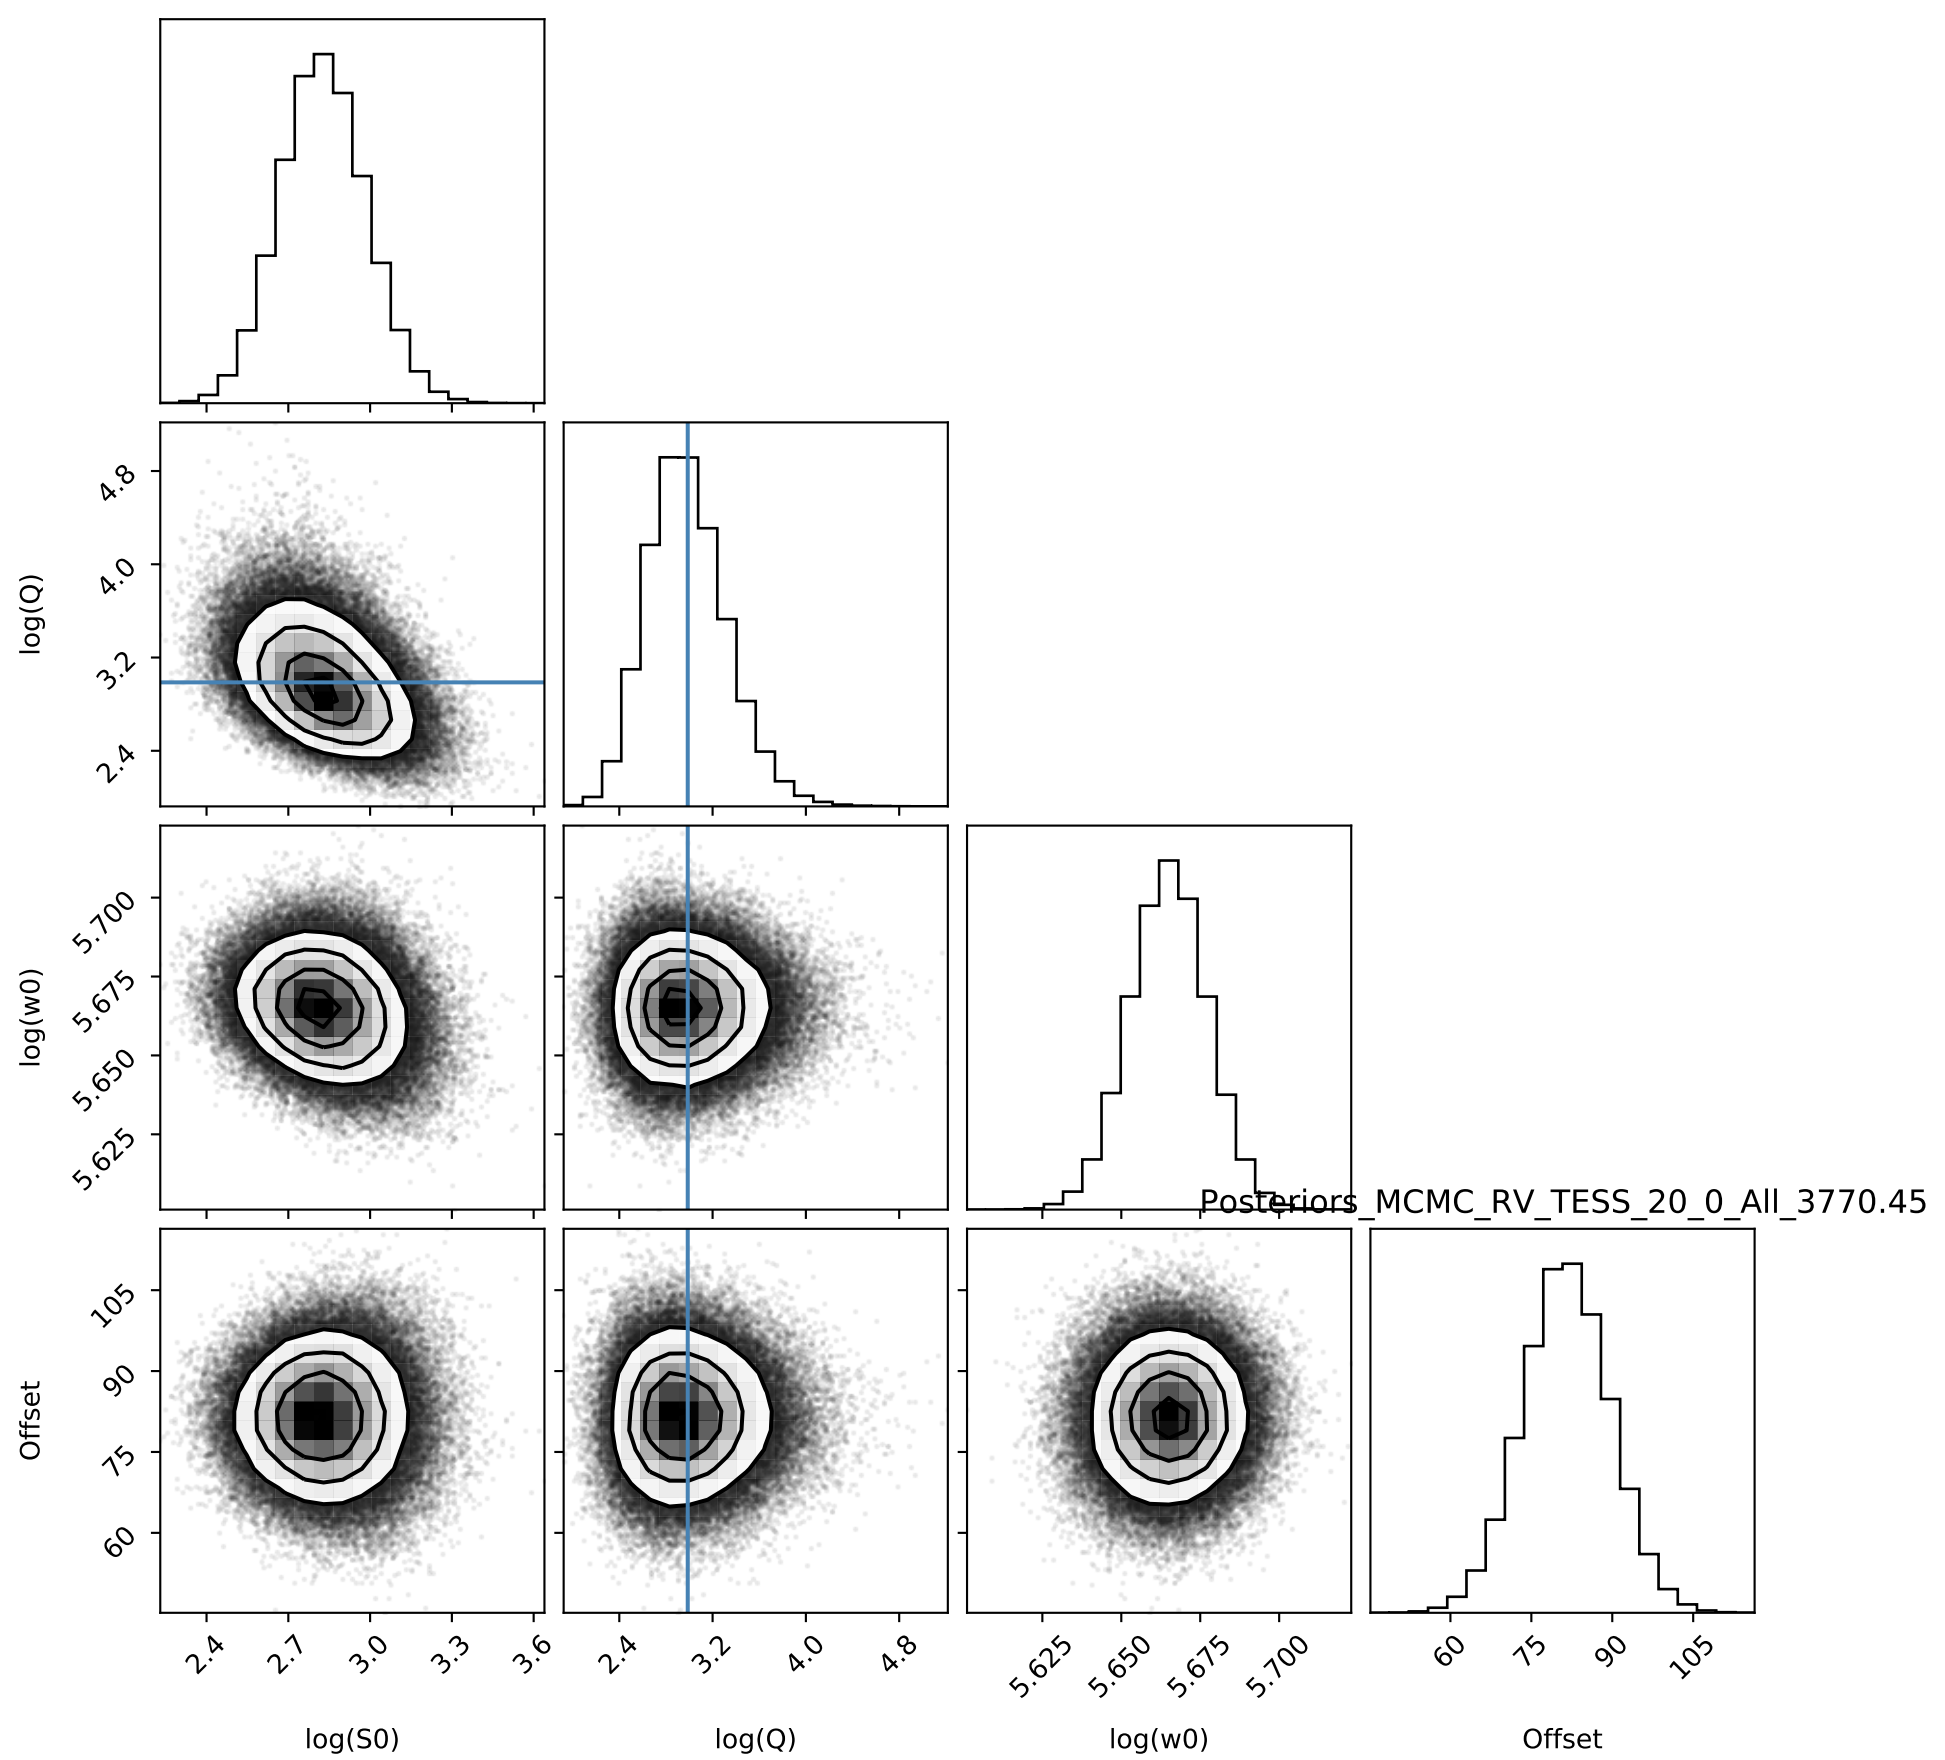 4.8
4.0
3.2
2.4
log(Q)
5.700
5.675
5.650
5.625
log(w0)
Posteriors_MCMC_RV_TESS_20_0_All_3770.45
105
90
75
60
Offset
2.4 2.7 3.0 3.3 3.6 2.4 3.2 4.0 4.8 5.625 5.650 5.675 5.700 60 75 90 105
log(S0) log(Q) log(w0) Offset